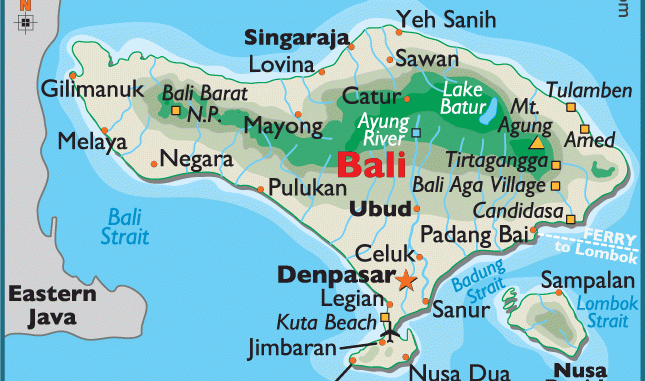 N
com
Yeh Sanih
Singaraja
Lovina
Sawan
Gilimanuk
Bali Barat
N.P.
Catur
Lake
Batur
Tulamben
Mt.
Agung
Mayong
Ayung
River
Amed
Melaya
Negara
Bali
Tirtagangga
Pulukan
Bali Aga Village
Ubud
Candidasa
Bali
Strait
Padang Bai
FERRY
to Lombok
Celuk
Denpasar
Badung
Strait
Sampalan
Eastern
Java
Legian
Sanur
Lombok
Strait
Kuta Beach
Jimbaran
Nusa Dua
Nusa